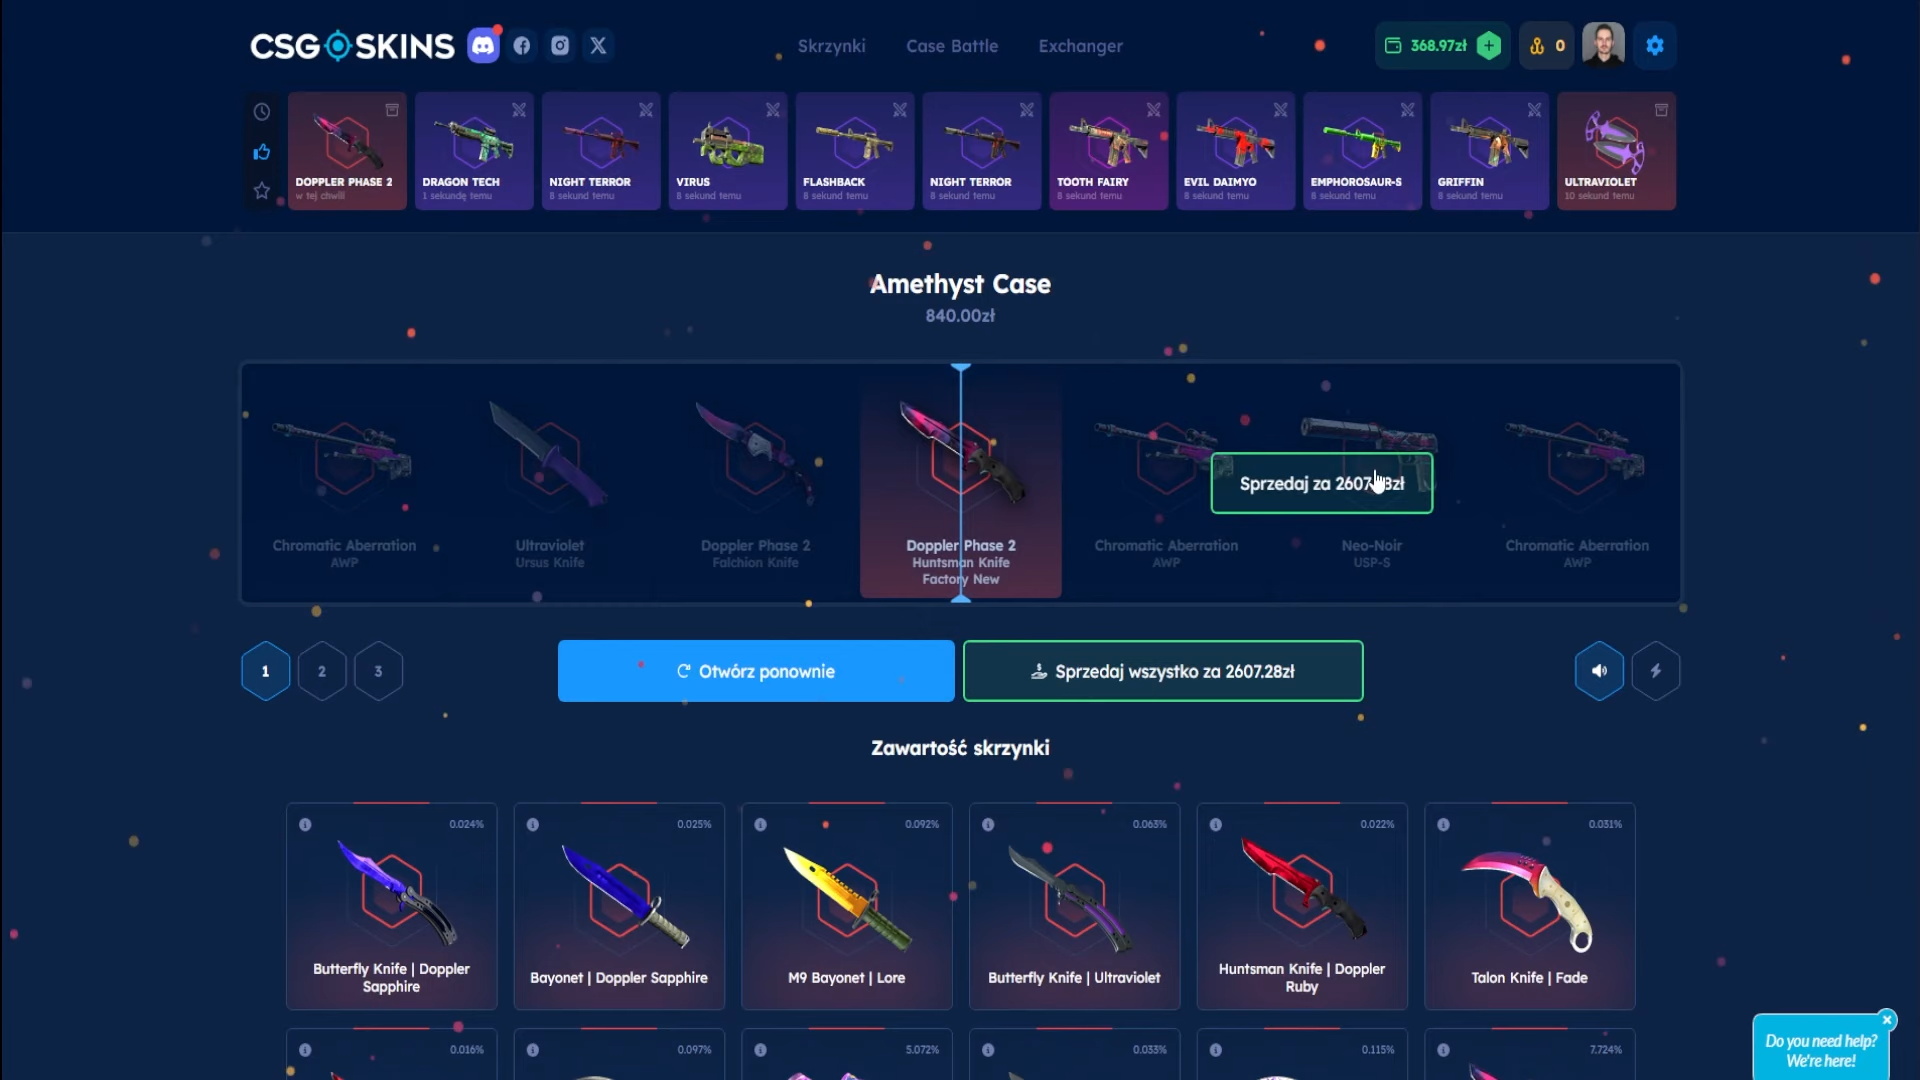 CSG SKINS
Skrzynki
Case Battle
Exchanger
368.97zł
0
DOPPLER PHASE 2
w tej chwili
DRAGON TECH
1 sekundę temu
NIGHT TERROR
8 sekund temu
VIRUS
8 sekund temu
FLASHBACK
8 sekund temu
NIGHT TERROR
8 sekund temu
TOOTH FAIRY
8 sekund temu
EVIL DAIMYO
8 sekund temu
EMPHOROSAUR-S
8 sekund temu
GRIFFIN
8 sekund temu
ULTRAVIOLET
10 sekund temu
Amethyst Case
840.00zł
Chromatic Aberration
AWP
Ultraviolet
Ursus Knife
Doppler Phase 2
Falchion Knife
Doppler Phase 2
Huntsman Knife
Factory New
Chromatic Aberration
AWP
Neo-Noir
USP-S
Chromatic Aberration
AWP
Sprzedaj za
1
2
3
Otwórz ponownie
Sprzedaj wszystko za 2607.28zł
Zawartość skrzynki
0.024%
Butterfly Knife | Doppler
Sapphire
0.025%
Bayonet | Doppler Sapphire
0.092%
M9 Bayonet | Lore
0.063%
Butterfly Knife | Ultraviolet
0.022%
Huntsman Knife | Doppler
Ruby
0.031%
Talon Knife | Fade
0.016%
0.097%
5.072%
0.033%
0.115%
7.724%
Do you need help?
We're here!